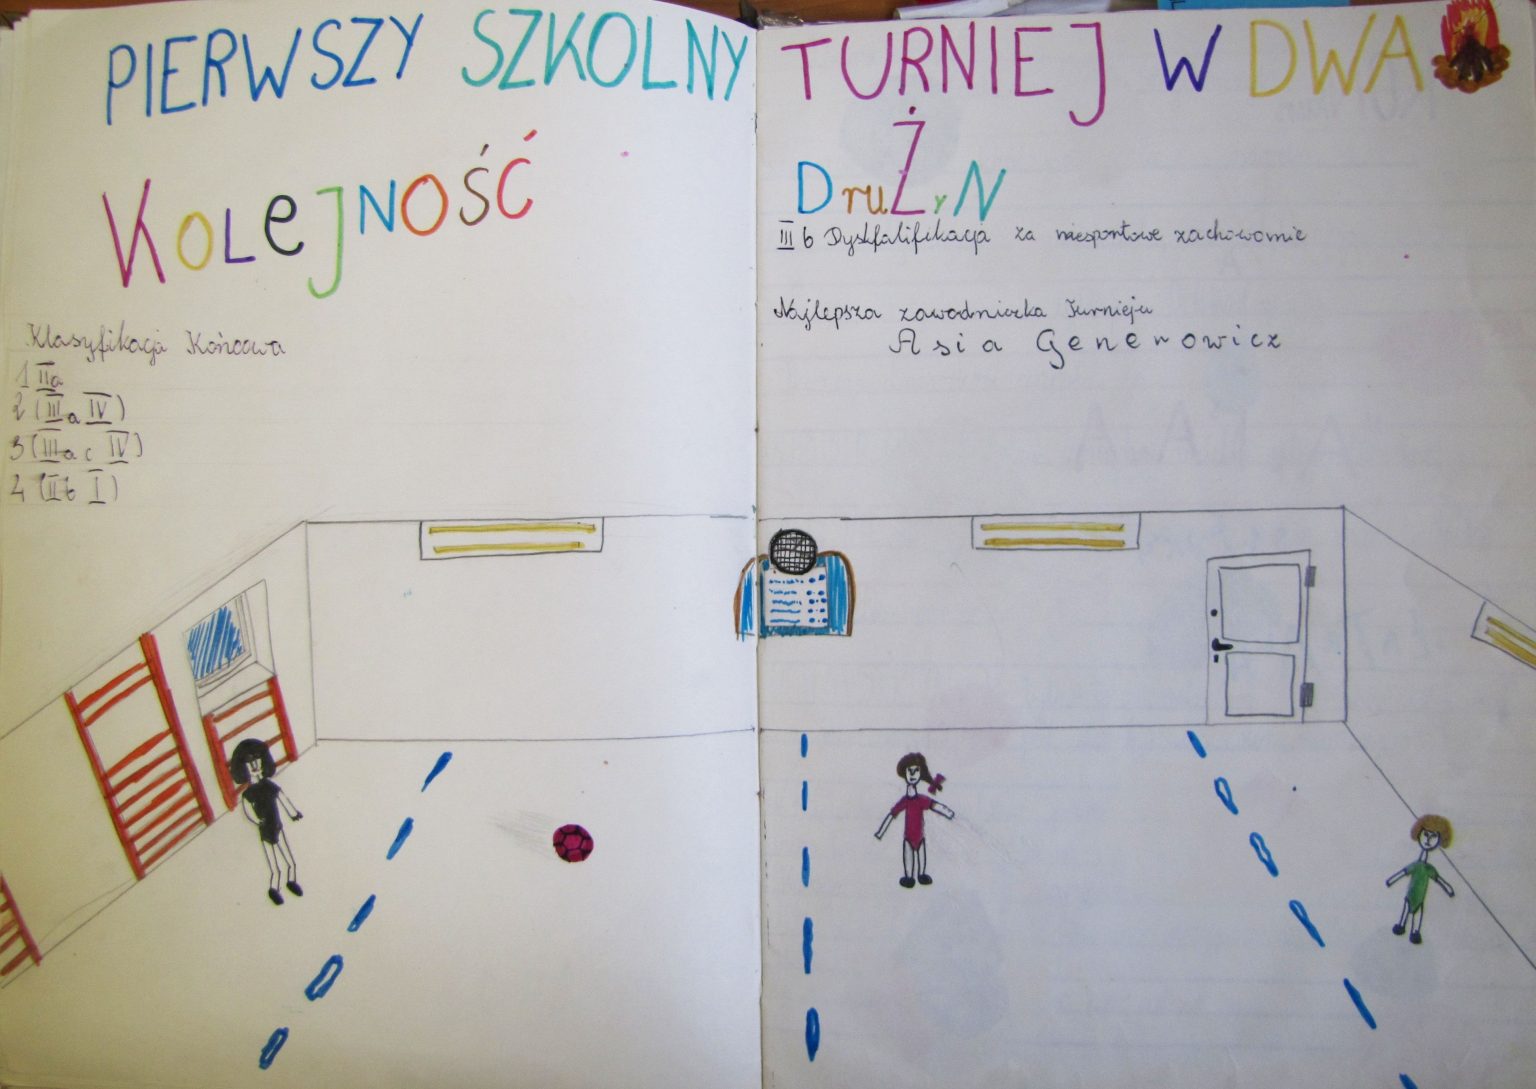 PIERWSZY SZKOLNY TURNIEJ W DWA
KOLEJNOŚĆ DruŻyN
Klasyfikacja Końcowa
1 IIa
2 (IIIa IV)
3 (IIIa c IV)
4 (IIb I)
III b Dyskfalifikacja za niesportowe zachowanie
Najlepsza zawodniczka Turnieju
Asia Generowicz